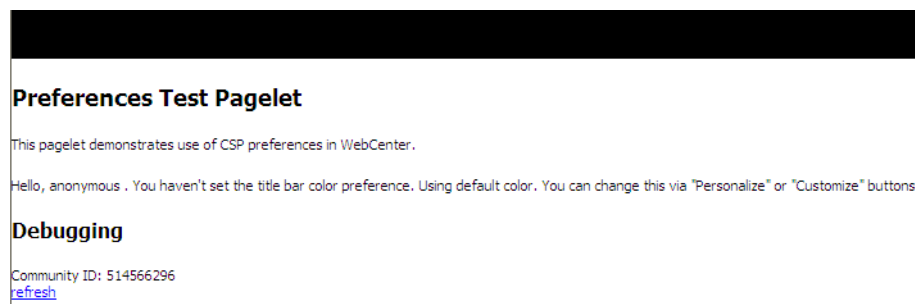 Preferences Test Pagelet
This pagelet demonstrates use of CSP preferences in WebCenter.
Hello, anonymous . You haven't set the title bar color preference. Using default color. You can change this via "Personalize" or "Customize" buttons
Debugging
Community ID: 514566296
refresh